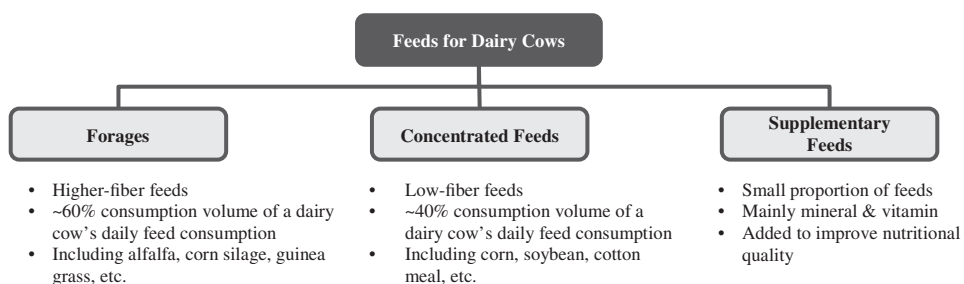 Feeds for Dairy Cows
Forages
• Higher-fiber feeds
• ~60% consumption volume of a dairy
cow's daily feed consumption
• Including alfalfa, corn silage, guinea
grass, etc.
Concentrated Feeds
• Low-fiber feeds
• ~40% consumption volume of a
dairy cow's daily feed consumption
• Including corn, soybean, cotton
meal, etc.
Supplementary
Feeds
• Small proportion of feeds
• Mainly mineral & vitamin
• Added to improve nutritional
quality